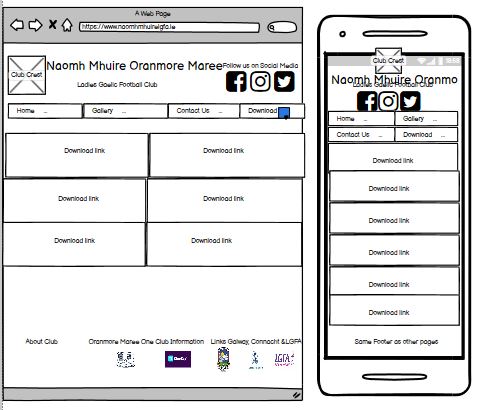 A Web Page
https://www.naomhmhuirelgfa.ie
Club Crest
Naomh Mhuire Oranmore Maree
Follow us on Social Media
Ladies Gaelic Football Club
Home ...
Gallery ...
Contact Us ...
Download
Download link
Download link
Download link
Download link
Download link
Download link
About Club
Oranmore Maree One Club Information
Links Galway, Connacht &LGFA
LGFA
Club Crest
Naomh Mhuire Oranmo
Ladies Gaelic Football Club
Home ...
Gallery ...
Contact Us ...
Download ...
Download link
Download link
Download link
Download link
Download link
Download link
Same Footer as other pages